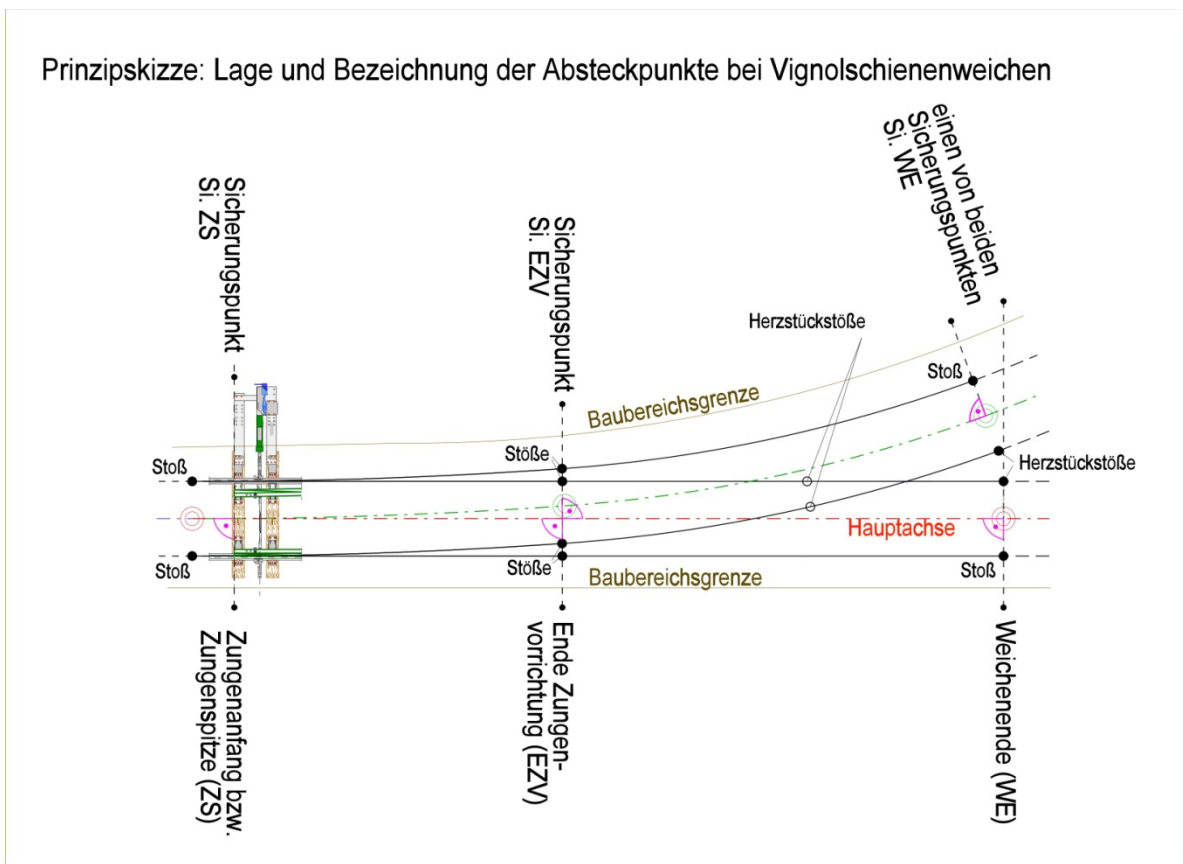 Prinzipskizze: Lage und Bezeichnung der Absteckpunkte bei Vignolschienenweichen
Sicherungspunkt
Si. ZS
Sicherungspunkt
Si. EZV
einen von beiden
Sicherungspunkten
Si. WE
Herzstückstöße
Stoß
Baubereichsgrenze
Stoß
Stöße
Herzstückstöße
Hauptachse
Stoß
Stöße
Baubereichsgrenze
Stoß
Zungenanfang bzw.
Zungenspitze (ZS)
Ende Zungen-
vorrichtung (EZV)
Weichenende (WE)